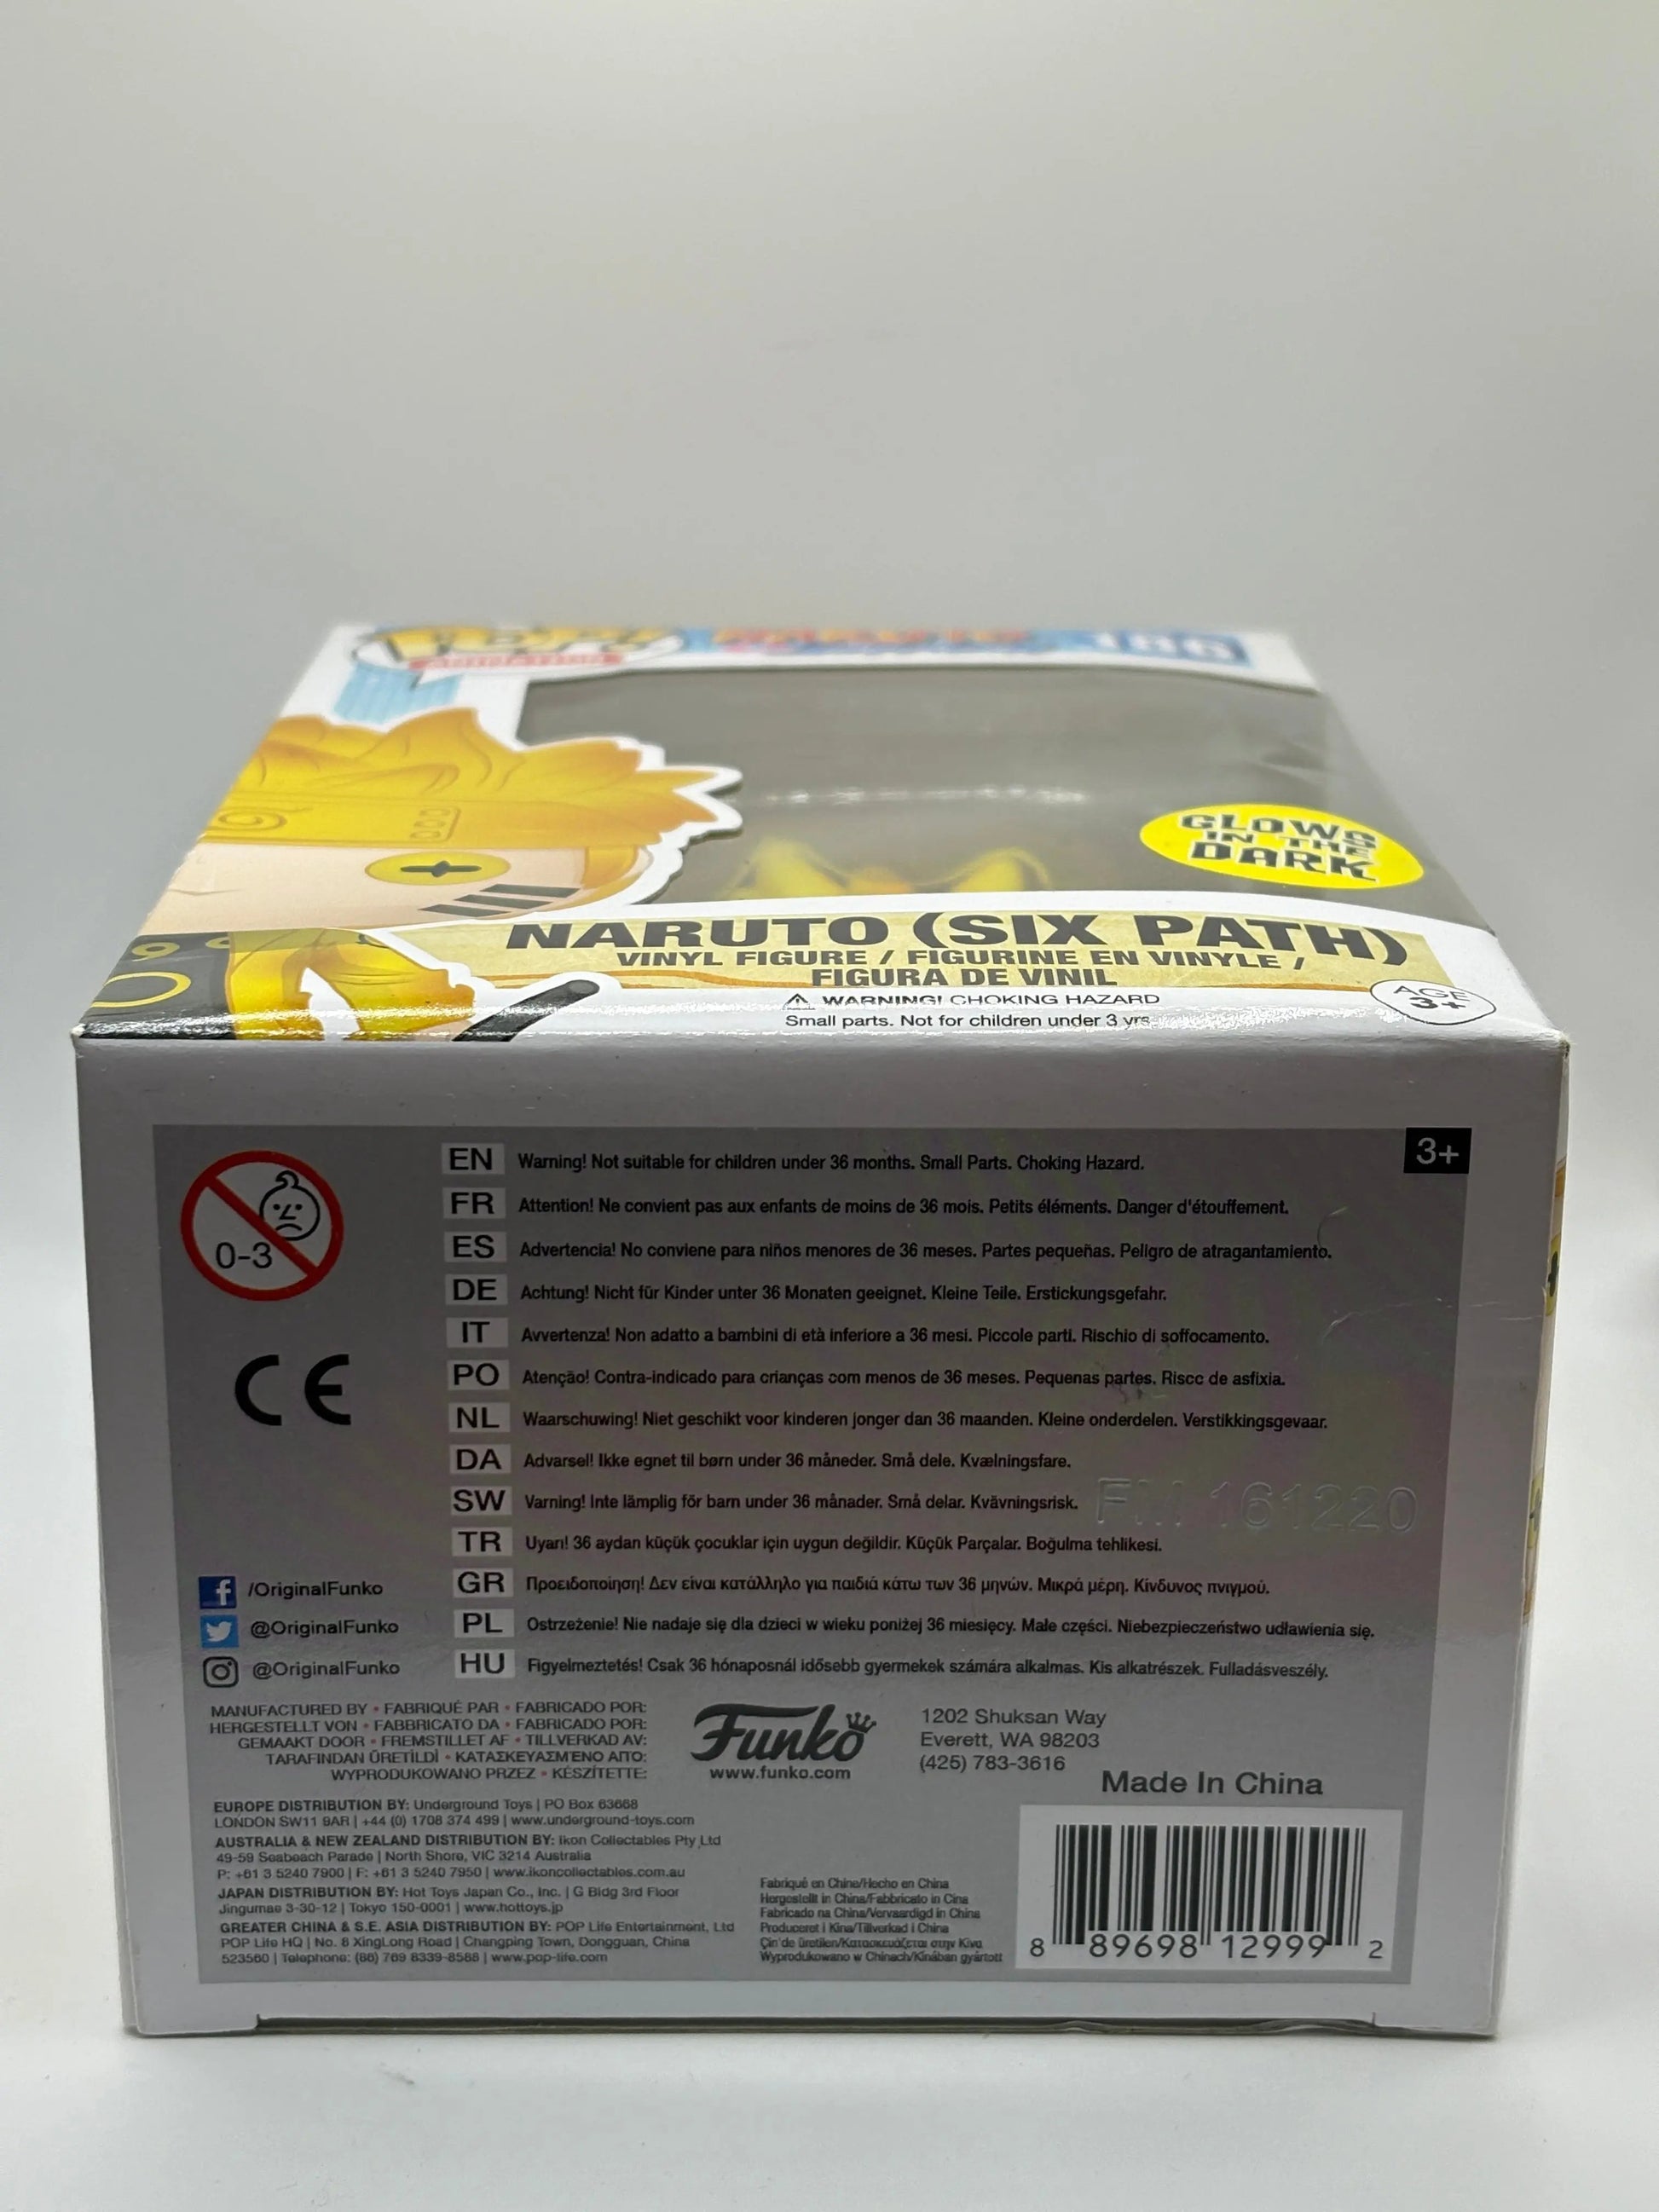 POP!
ANIMATION
NARUTO
186
GLOWS
IN THE
DARK
NARUTO (SIX PATH)
VINYL FIGURE / FIGURINE EN VINYLE /
FIGURA DE VINIL
WARNING! CHOKING HAZARD
Small parts. Not for children under 3 yrs.
AGE
3+
3+
0-3
CE
EN Warning! Not suitable for children under 36 months. Small Parts. Choking Hazard.
FR Attention! Ne convient pas aux enfants de moins de 36 mois. Petits éléments. Danger d'étouffement.
ES Advertencia! No conviene para niños menores de 36 meses. Partes pequeñas. Peligro de atragantamiento.
DE Achtung! Nicht für Kinder unter 36 Monaten geeignet. Kleine Teile. Erstickungsgefahr.
IT Avvertenza! Non adatto a bambini di età inferiore a 36 mesi. Piccole parti. Rischio di soffocamento.
PO Atenção! Contra-indicado para crianças com menos de 36 meses. Pequenas partes. Risco de asfixia.
NL Waarschuwing! Niet geschikt voor kinderen jonger dan 36 maanden. Kleine onderdelen. Verstikkingsgevaar.
DA Advarsel! Ikke egnet til børn under 36 måneder. Små dele. Kvælningsfare.
SW Varning! Inte lämplig för barn under 36 månader. Små delar. Kvävningsrisk.
FM 161220
TR Uyarı! 36 aydan küçük çocuklar için uygun değildir. Küçük Parçalar. Boğulma tehlikesi.
GR Προειδοποίηση! Δεν είναι κατάλληλο για παιδιά κάτω των 36 μηνών. Μικρά μέρη. Κίνδυνος πνιγμού.
PL Ostrzeżenie! Nie nadaje się dla dzieci w wieku poniżej 36 miesięcy. Małe części. Niebezpieczeństwo udławienia się.
HU Figyelmeztetés! Csak 36 hónaposnál idősebb gyermekek számára alkalmas. Kis alkatrészek. Fulladásveszély.
/OriginalFunko
@OriginalFunko
@OriginalFunko
MANUFACTURED BY • FABRIQUÉ PAR • FABRICADO POR:
HERGESTELLT VON • FABBRICATO DA • FABRICADO POR:
GEMAAKT DOOR • FREMSTILLET AF • TILLVERKAD AV:
TARAFINDAN ÜRETİLDİ • ΚΑΤΑΣΚΕΥΑΣΜΈΝΟ ΑΠΌ:
WYPRODUKOWANO PRZEZ • KÉSZÍTETTE:
Funko
www.funko.com
1202 Shuksan Way
Everett, WA 98203
(425) 783-3616
Made In China
EUROPE DISTRIBUTION BY: Underground Toys | PO Box 63668
LONDON SW11 9AR | +44 (0) 1708 374 499 | www.underground-toys.com
AUSTRALIA & NEW ZEALAND DISTRIBUTION BY: Ikon Collectables Pty Ltd
49-59 Seabeach Parade | North Shore, VIC 3214 Australia
P: +61 3 5240 7900 | F: +61 3 5240 7950 | www.ikoncollectables.com.au
JAPAN DISTRIBUTION BY: Hot Toys Japan Co., Inc. | G Bldg 3rd Floor
Jingumae 3-30-12 | Tokyo 150-0001 | www.hottoys.jp
GREATER CHINA & S.E. ASIA DISTRIBUTION BY: POP Life Entertainment, Ltd
POP Life HQ | No. 8 XingLong Road | Changping Town, Dongguan, China
523560 | Telephone: (86) 769 8339-8588 | www.pop-life.com
Fabriqué en Chine/Hecho en China
Hergestellt in China/Fabbricato in Cina
Fabricado na China/Vervaardigd in China
Produceret i Kina/Tillverkad i China
Çin'de üretilen/Κατασκευάζεται στην Κίνα
Wyprodukowano w Chinach/Kínában gyártott
8 89698 12999 2